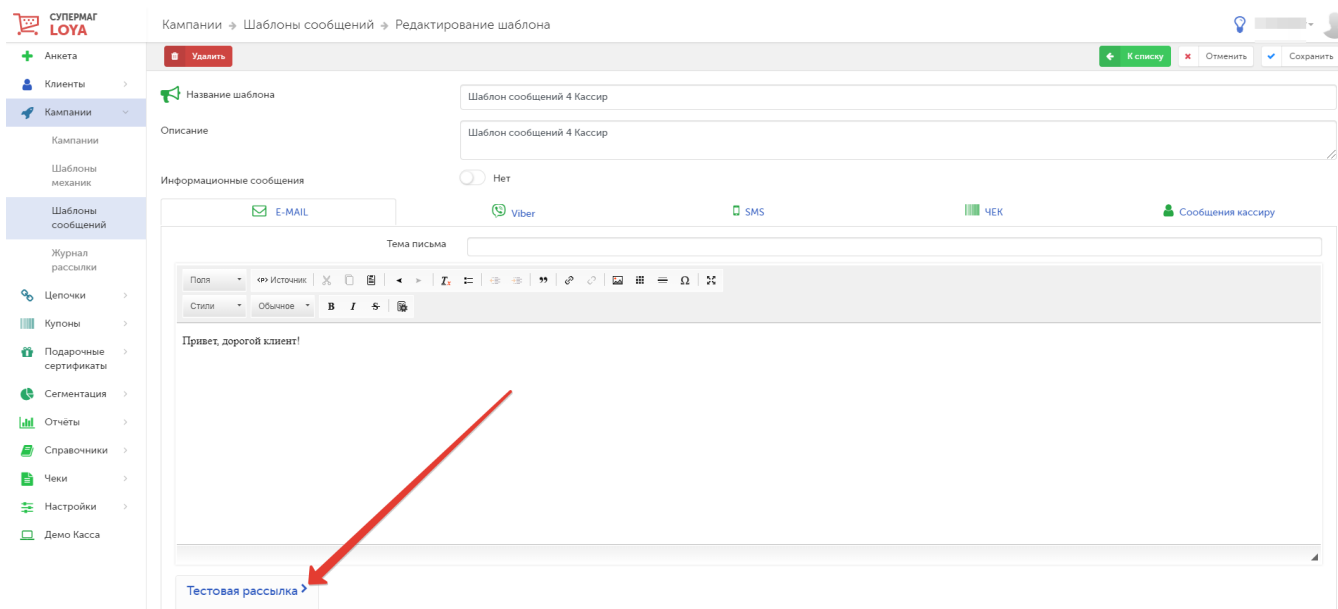 СУПЕРМАГ
LOYA
Кампании → Шаблоны сообщений → Редактирование шаблона
Анкета
Клиенты
Кампании
Кампании
Шаблоны
механик
Шаблоны
сообщений
Журнал
рассылки
Цепочки
Купоны
Подарочные
сертификаты
Сегментация
Отчёты
Справочники
Чеки
Настройки
Демо Касса
Удалить
К списку
Отменить
Сохранить
Название шаблона
Шаблон сообщений 4 Кассир
Описание
Шаблон сообщений 4 Кассир
Информационные сообщения
Нет
E-MAIL
Viber
SMS
ЧЕК
Сообщения кассиру
Тема письма
Поля
Источник
Стили
Обычное
B I S
Привет, дорогой клиент!
Тестовая рассылка